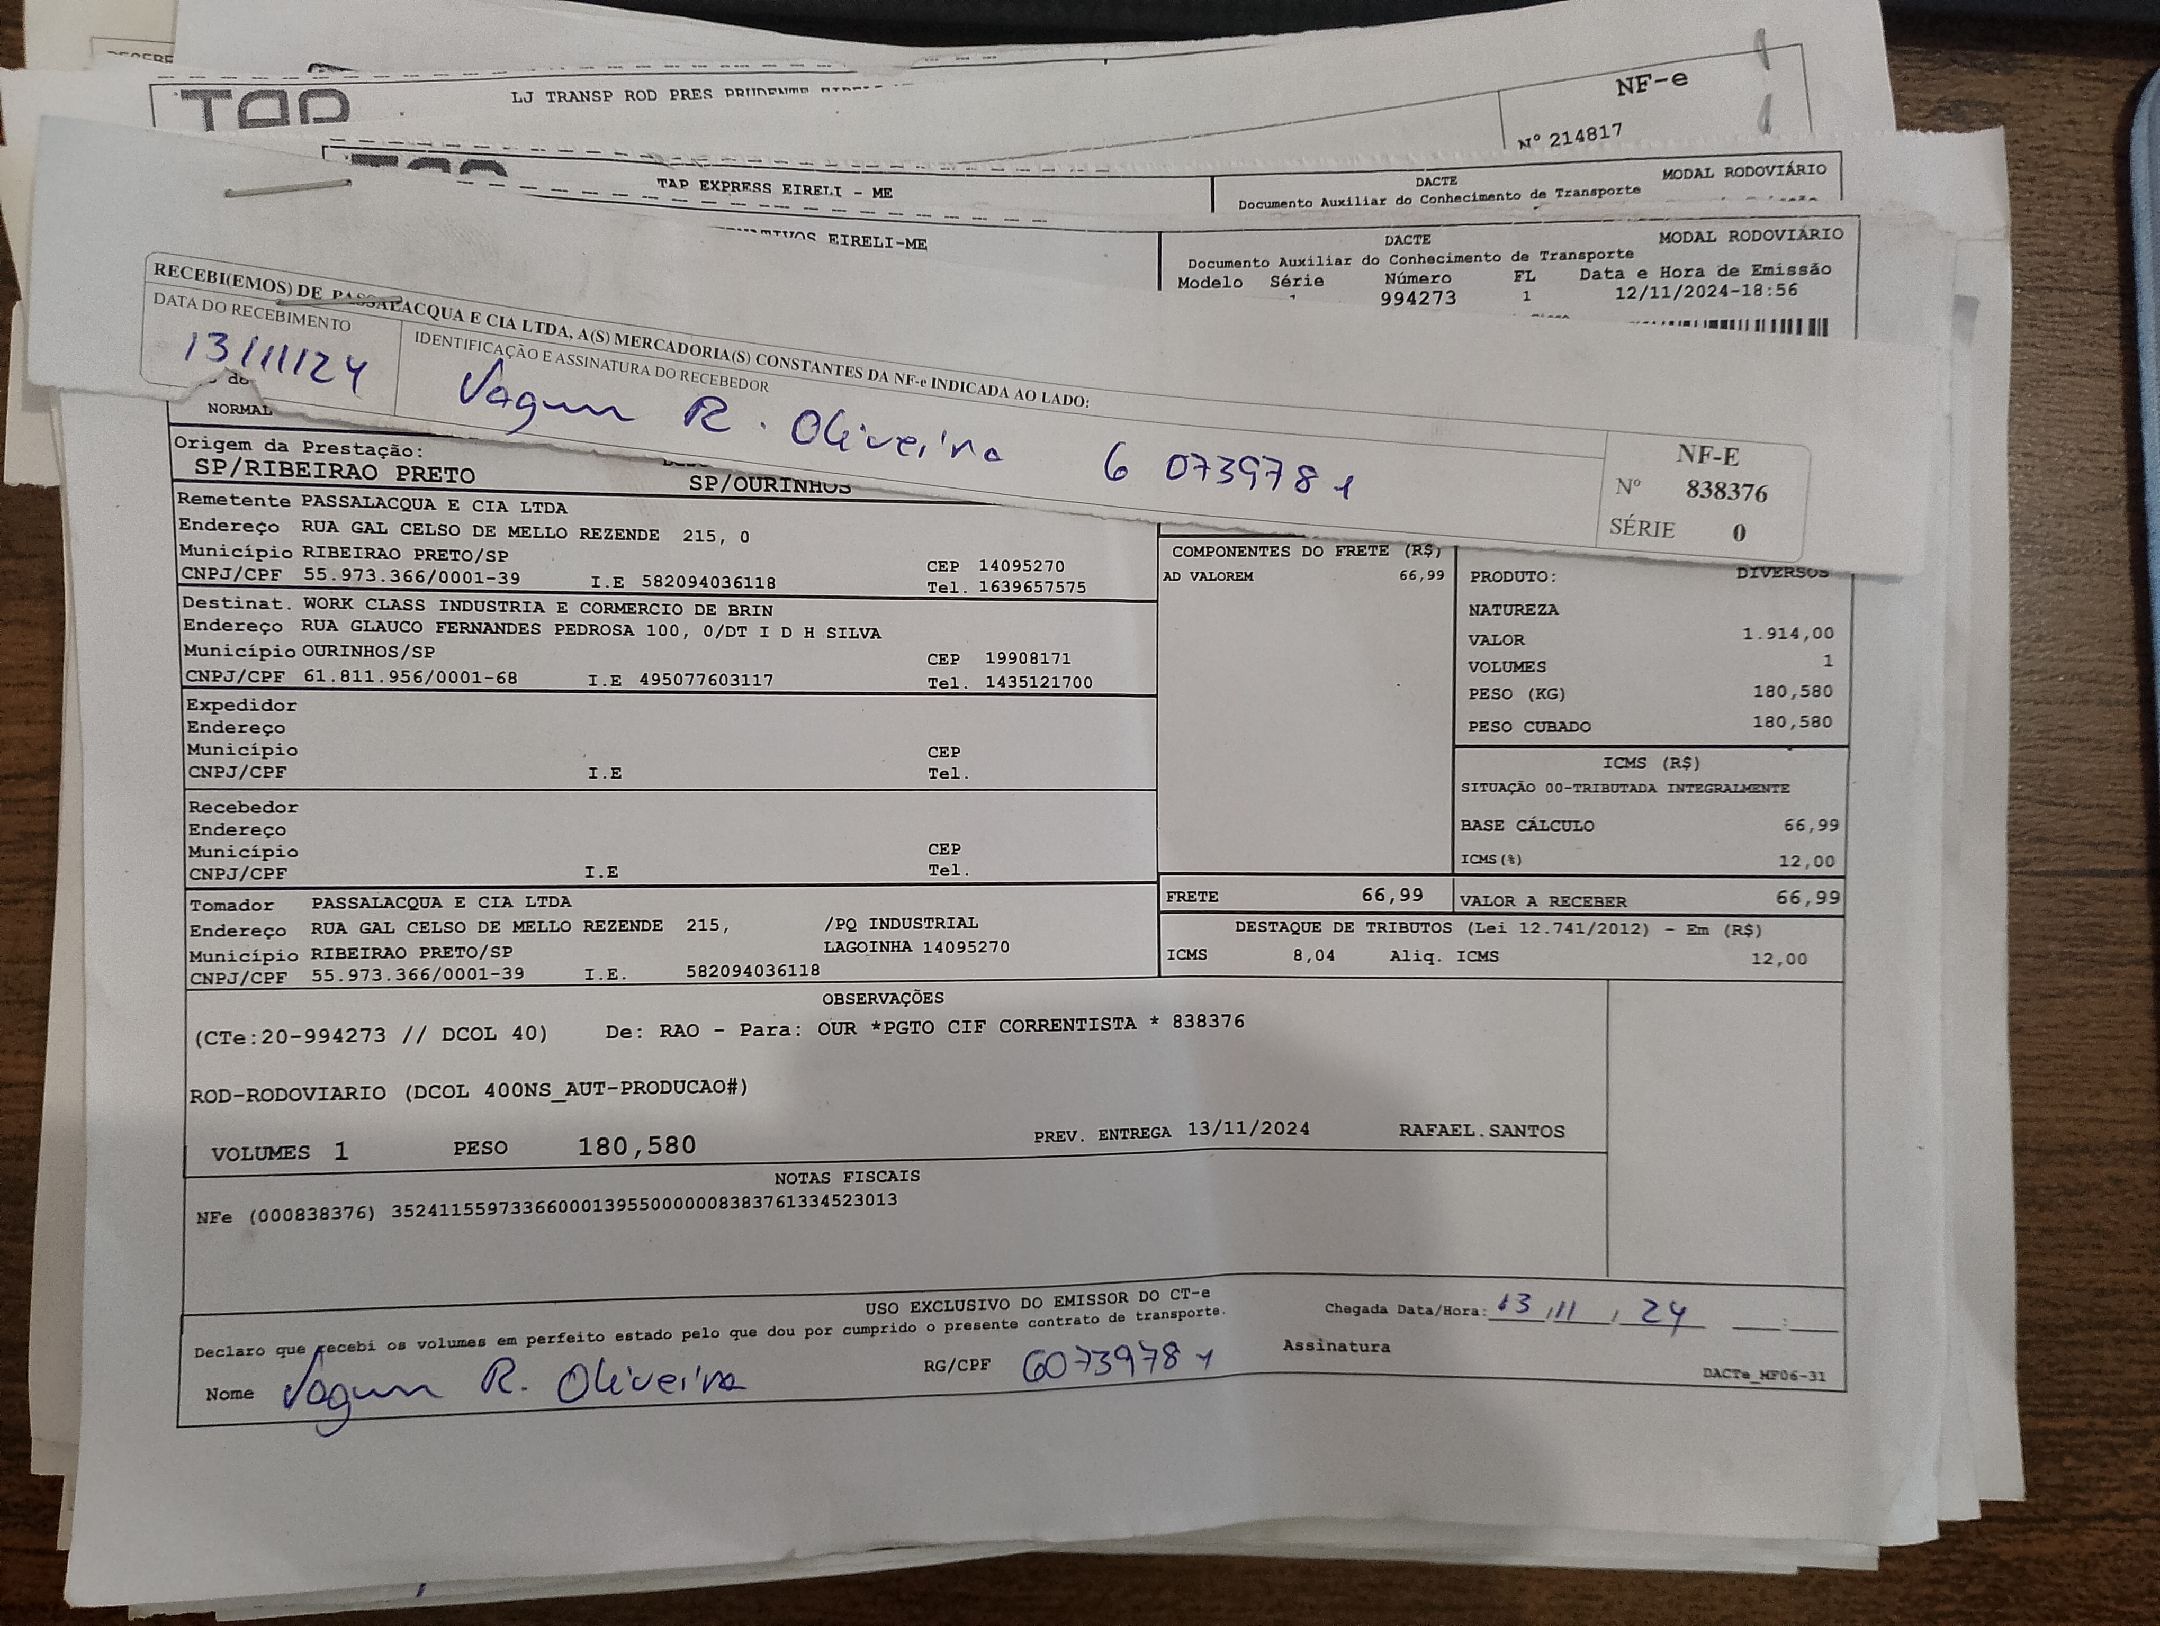 TAP
LJ TRANSP ROD PRES PRUDENTE
NF-e
Nº 214817
TAP EXPRESS EIRELI - ME
DACTE
MODAL RODOVIÁRIO
Documento Auxiliar do Conhecimento de Transporte
EIRELI-ME
DACTE
MODAL RODOVIÁRIO
Documento Auxiliar do Conhecimento de Transporte
Modelo Série Número FL Data e Hora de Emissão
994273 1 12/11/2024-18:56
RECEBI(EMOS) DE PASSALACQUA E CIA LTDA, A(S) MERCADORIA(S) CONSTANTES DA NF-e INDICADA AO LADO:
DATA DO RECEBIMENTO
IDENTIFICAÇÃO E ASSINATURA DO RECEBEDOR
13/11/24
Vagner R. Oliveira 6 0739781
NF-E
Nº 838376
SÉRIE 0
NORMAL
Origem da Prestação:
SP/RIBEIRAO PRETO
SP/OURINHOS
Remetente PASSALACQUA E CIA LTDA
Endereço RUA GAL CELSO DE MELLO REZENDE 215, 0
Município RIBEIRAO PRETO/SP CEP 14095270
CNPJ/CPF 55.973.366/0001-39 I.E 582094036118 Tel. 1639657575
Destinat. WORK CLASS INDUSTRIA E CORMERCIO DE BRIN
Endereço RUA GLAUCO FERNANDES PEDROSA 100, 0/DT I D H SILVA
Município OURINHOS/SP CEP 19908171
CNPJ/CPF 61.811.956/0001-68 I.E 495077603117 Tel. 1435121700
Expedidor
Endereço
Município CEP
CNPJ/CPF I.E Tel.
Recebedor
Endereço
Município CEP
CNPJ/CPF I.E Tel.
Tomador PASSALACQUA E CIA LTDA
Endereço RUA GAL CELSO DE MELLO REZENDE 215, /PQ INDUSTRIAL
Município RIBEIRAO PRETO/SP LAGOINHA 14095270
CNPJ/CPF 55.973.366/0001-39 I.E. 582094036118
COMPONENTES DO FRETE (R$)
AD VALOREM 66,99
PRODUTO: DIVERSOS
NATUREZA
VALOR 1.914,00
VOLUMES 1
PESO (KG) 180,580
PESO CUBADO 180,580
ICMS (R$)
SITUAÇÃO 00-TRIBUTADA INTEGRALMENTE
BASE CÁLCULO 66,99
ICMS(%) 12,00
FRETE 66,99 VALOR A RECEBER 66,99
DESTAQUE DE TRIBUTOS (Lei 12.741/2012) - Em (R$)
ICMS 8,04 Aliq. ICMS 12,00
OBSERVAÇÕES
(CTe:20-994273 // DCOL 40) De: RAO - Para: OUR *PGTO CIF CORRENTISTA * 838376
ROD-RODOVIARIO (DCOL 400NS_AUT-PRODUCAO#)
VOLUMES 1 PESO 180,580 PREV. ENTREGA 13/11/2024 RAFAEL.SANTOS
NOTAS FISCAIS
NFe (000838376) 35241155973366000139550000008383761334523013
USO EXCLUSIVO DO EMISSOR DO CT-e
Declaro que recebi os volumes em perfeito estado pelo que dou por cumprido o presente contrato de transporte.
Chegada Data/Hora: 13/11/24 __:__
Nome Vagner R. Oliveira RG/CPF 60739781 Assinatura
DACTe_MF06-31